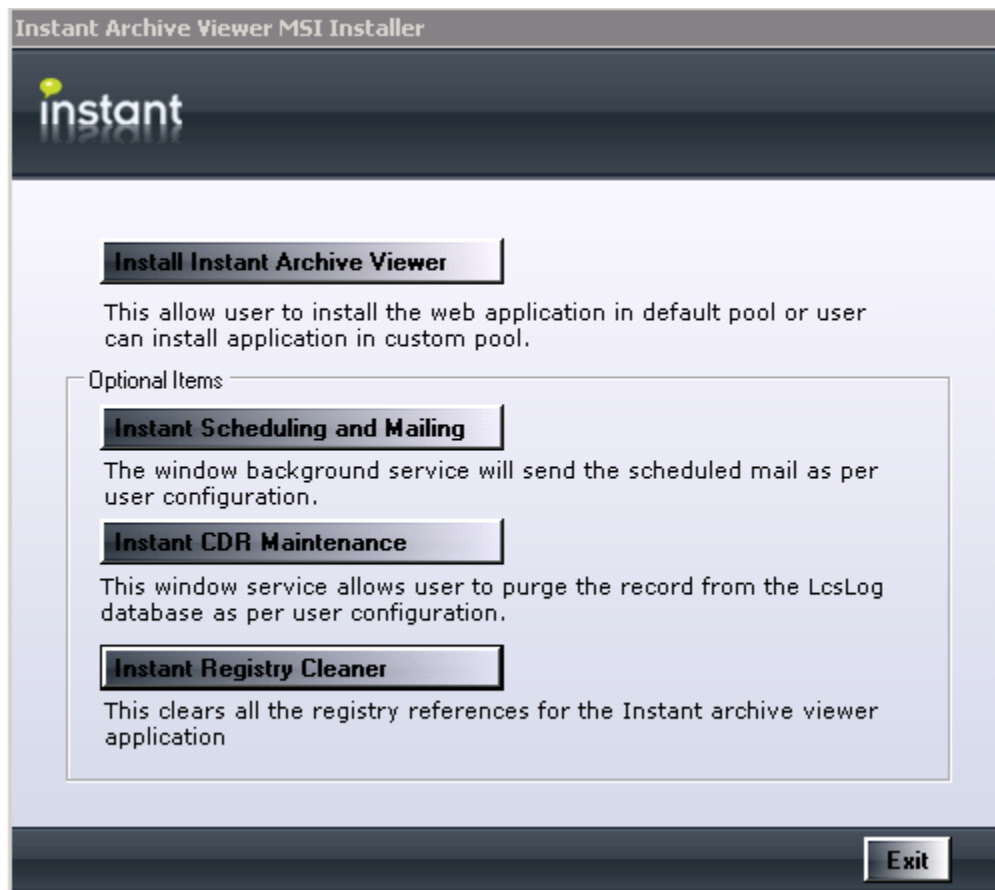 Instant Archive Viewer MSI Installer
instant
Install Instant Archive Viewer
This allow user to install the web application in default pool or user
can install application in custom pool.
Optional Items
Instant Scheduling and Mailing
The window background service will send the scheduled mail as per
user configuration.
Instant CDR Maintenance
This window service allows user to purge the record from the LcsLog
database as per user configuration.
Instant Registry Cleaner
This clears all the registry references for the Instant archive viewer
application
Exit